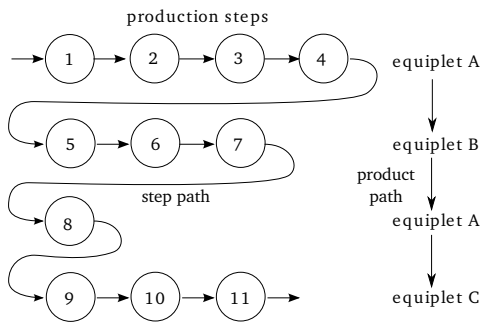 production steps
1 2 3 4 equiplet A
5 6 7 equiplet B
product
path
step path
8 equiplet A
9 10 11 equiplet C